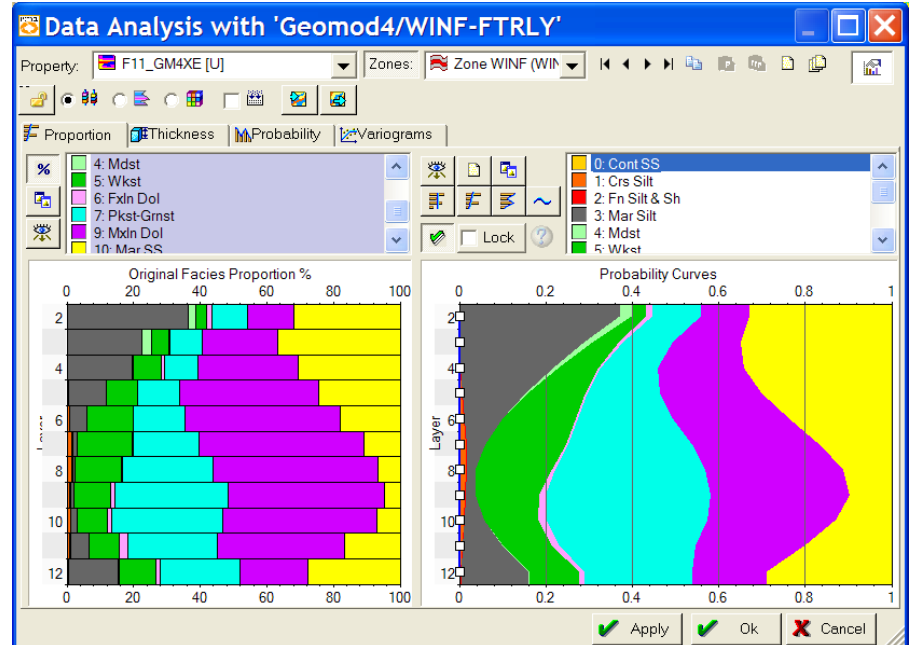 Data Analysis with 'Geomod4/WINF-FTRLY'
Property: F11_GM4XE [U] Zones: Zone WINF (WIN
Proportion Thickness Probability Variograms
%
4: Mdst
5: Wkst
6: Fxln Dol
7: Pkst-Grnst
9: Mxln Dol
10: Mar SS
Lock
0: Cont SS
1: Crs Silt
2: Fn Silt & Sh
3: Mar Silt
4: Mdst
5: Wkst
Original Facies Proportion %
0 20 40 60 80 100
2
4
6
8
10
12
0 20 40 60 80 100
Probability Curves
0 0.2 0.4 0.6 0.8 1
Layer
2
4
6
8
10
12
0 0.2 0.4 0.6 0.8 1
Apply Ok Cancel